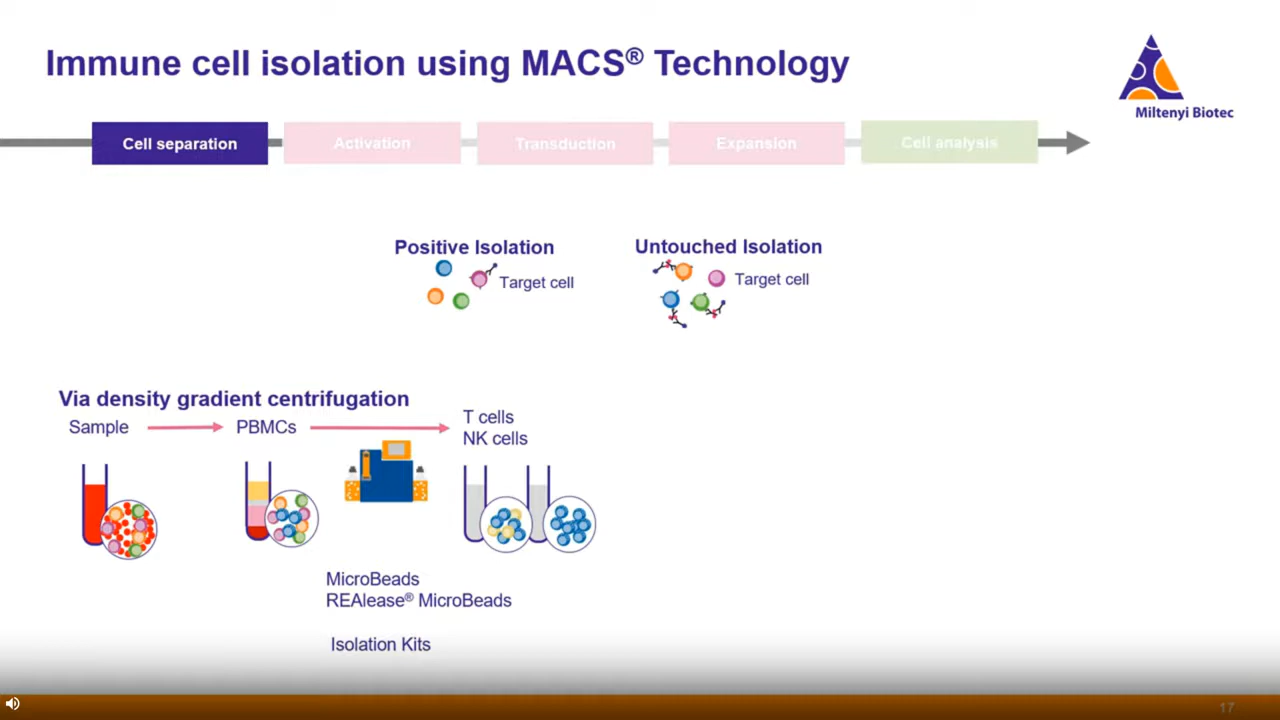 Immune cell isolation using MACS® Technology
Miltenyi Biotec
Cell separation
Activation
Transduction
Expansion
Cell analysis
Positive Isolation
Target cell
Untouched Isolation
Target cell
Via density gradient centrifugation
Sample
PBMCs
T cells
NK cells
MicroBeads
REAlease® MicroBeads
Isolation Kits
17